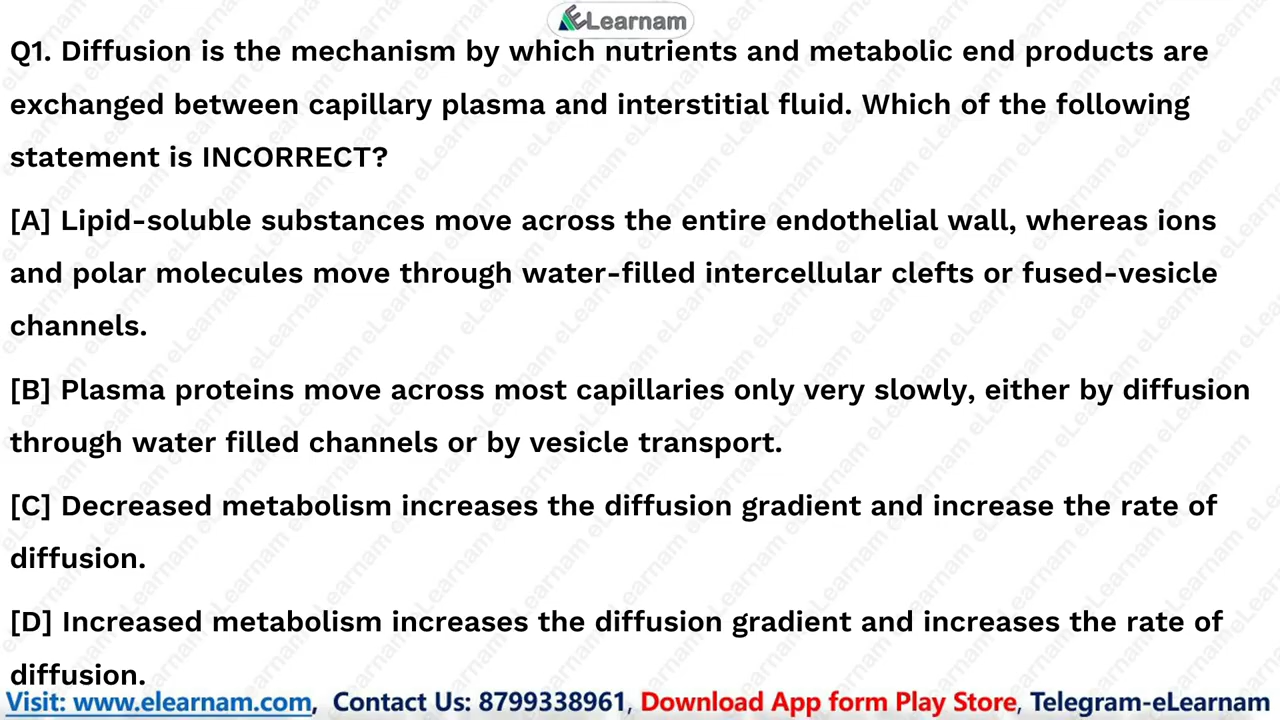 eLearnam
Q1. Diffusion is the mechanism by which nutrients and metabolic end products are
exchanged between capillary plasma and interstitial fluid. Which of the following
statement is INCORRECT?
[A] Lipid-soluble substances move across the entire endothelial wall, whereas ions
and polar molecules move through water-filled intercellular clefts or fused-vesicle
channels.
[B] Plasma proteins move across most capillaries only very slowly, either by diffusion
through water filled channels or by vesicle transport.
[C] Decreased metabolism increases the diffusion gradient and increase the rate of
diffusion.
[D] Increased metabolism increases the diffusion gradient and increases the rate of
diffusion.
Visit: www.elearnam.com, Contact Us: 8799338961, Download App form Play Store, Telegram-eLearnam